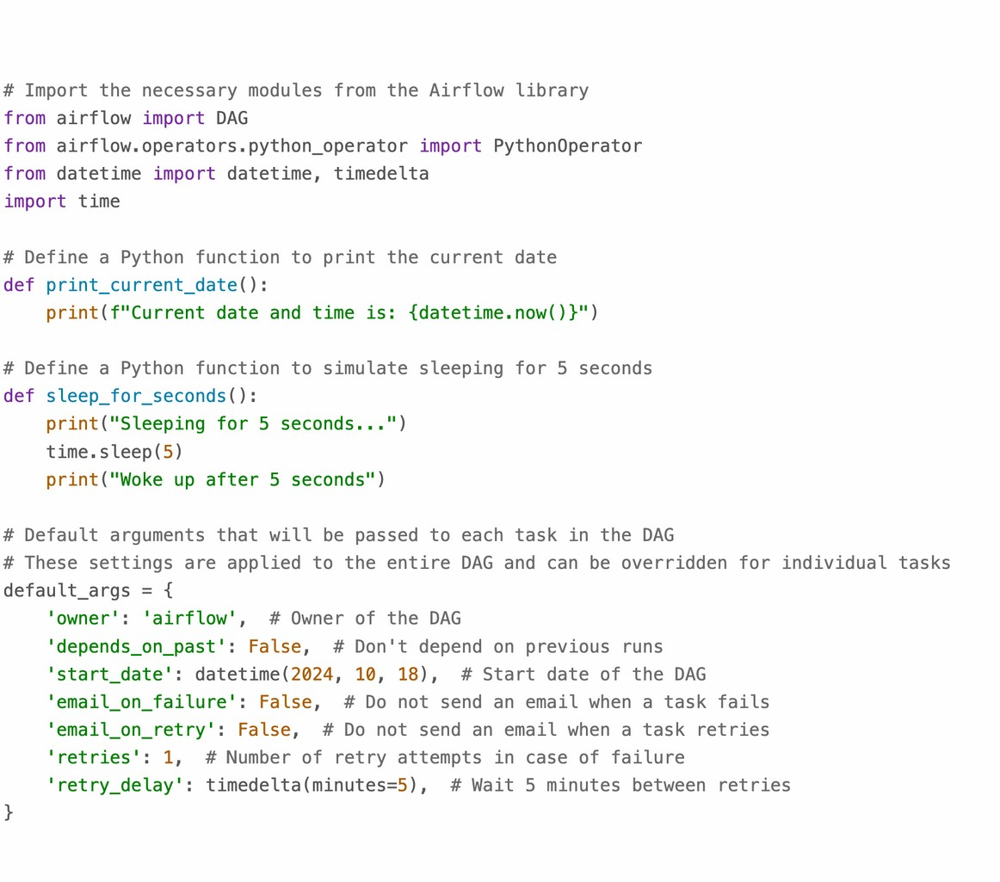 # Import the necessary modules from the Airflow library
from airflow import DAG
from airflow.operators.python_operator import PythonOperator
from datetime import datetime, timedelta
import time

# Define a Python function to print the current date
def print_current_date():
    print(f"Current date and time is: {datetime.now()}")

# Define a Python function to simulate sleeping for 5 seconds
def sleep_for_seconds():
    print("Sleeping for 5 seconds...")
    time.sleep(5)
    print("Woke up after 5 seconds")

# Default arguments that will be passed to each task in the DAG
# These settings are applied to the entire DAG and can be overridden for individual tasks
default_args = {
    'owner': 'airflow',  # Owner of the DAG
    'depends_on_past': False,  # Don't depend on previous runs
    'start_date': datetime(2024, 10, 18),  # Start date of the DAG
    'email_on_failure': False,  # Do not send an email when a task fails
    'email_on_retry': False,  # Do not send an email when a task retries
    'retries': 1,  # Number of retry attempts in case of failure
    'retry_delay': timedelta(minutes=5),  # Wait 5 minutes between retries
}